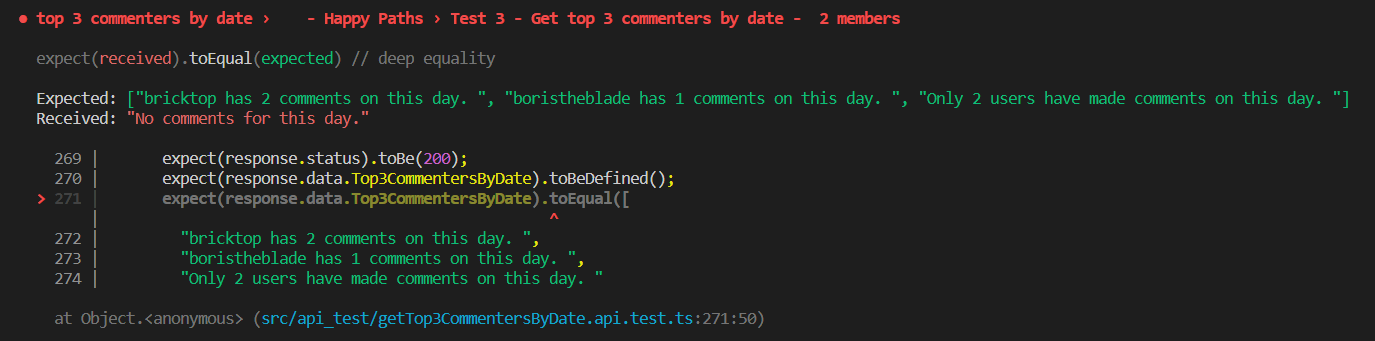 ● top 3 commenters by date ›    - Happy Paths › Test 3 - Get top 3 commenters by date -  2 members
expect(received).toEqual(expected) // deep equality
Expected: ["bricktop has 2 comments on this day. ", "boristheblade has 1 comments on this day. ", "Only 2 users have made comments on this day. "]
Received: "No comments for this day."
269 |       expect(response.status).toBe(200);
270 |       expect(response.data.Top3CommentersByDate).toBeDefined();
> 271 |       expect(response.data.Top3CommentersByDate).toEqual([
|                                                  ^
272 |         "bricktop has 2 comments on this day. ",
273 |         "boristheblade has 1 comments on this day. ",
274 |         "Only 2 users have made comments on this day. "
at Object.<anonymous> (src/api_test/getTop3CommentersByDate.api.test.ts:271:50)